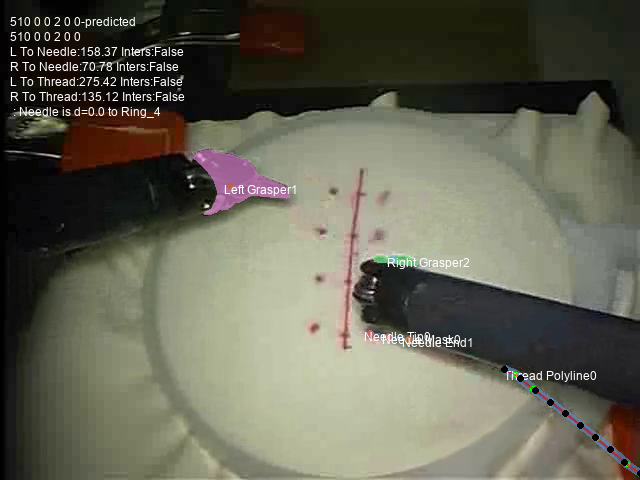 510 0 0 2 0 0-predicted
510 0 0 2 0 0
L To Needle:158.37 Inters:False
R To Needle:70.78 Inters:False
L To Thread:275.42 Inters:False
R To Thread:135.12 Inters:False
: Needle is d=0.0 to Ring_4
Left Grasper1
Right Grasper2
Needle Tip0
Needle Mask0
Needle End1
Thread Polyline0